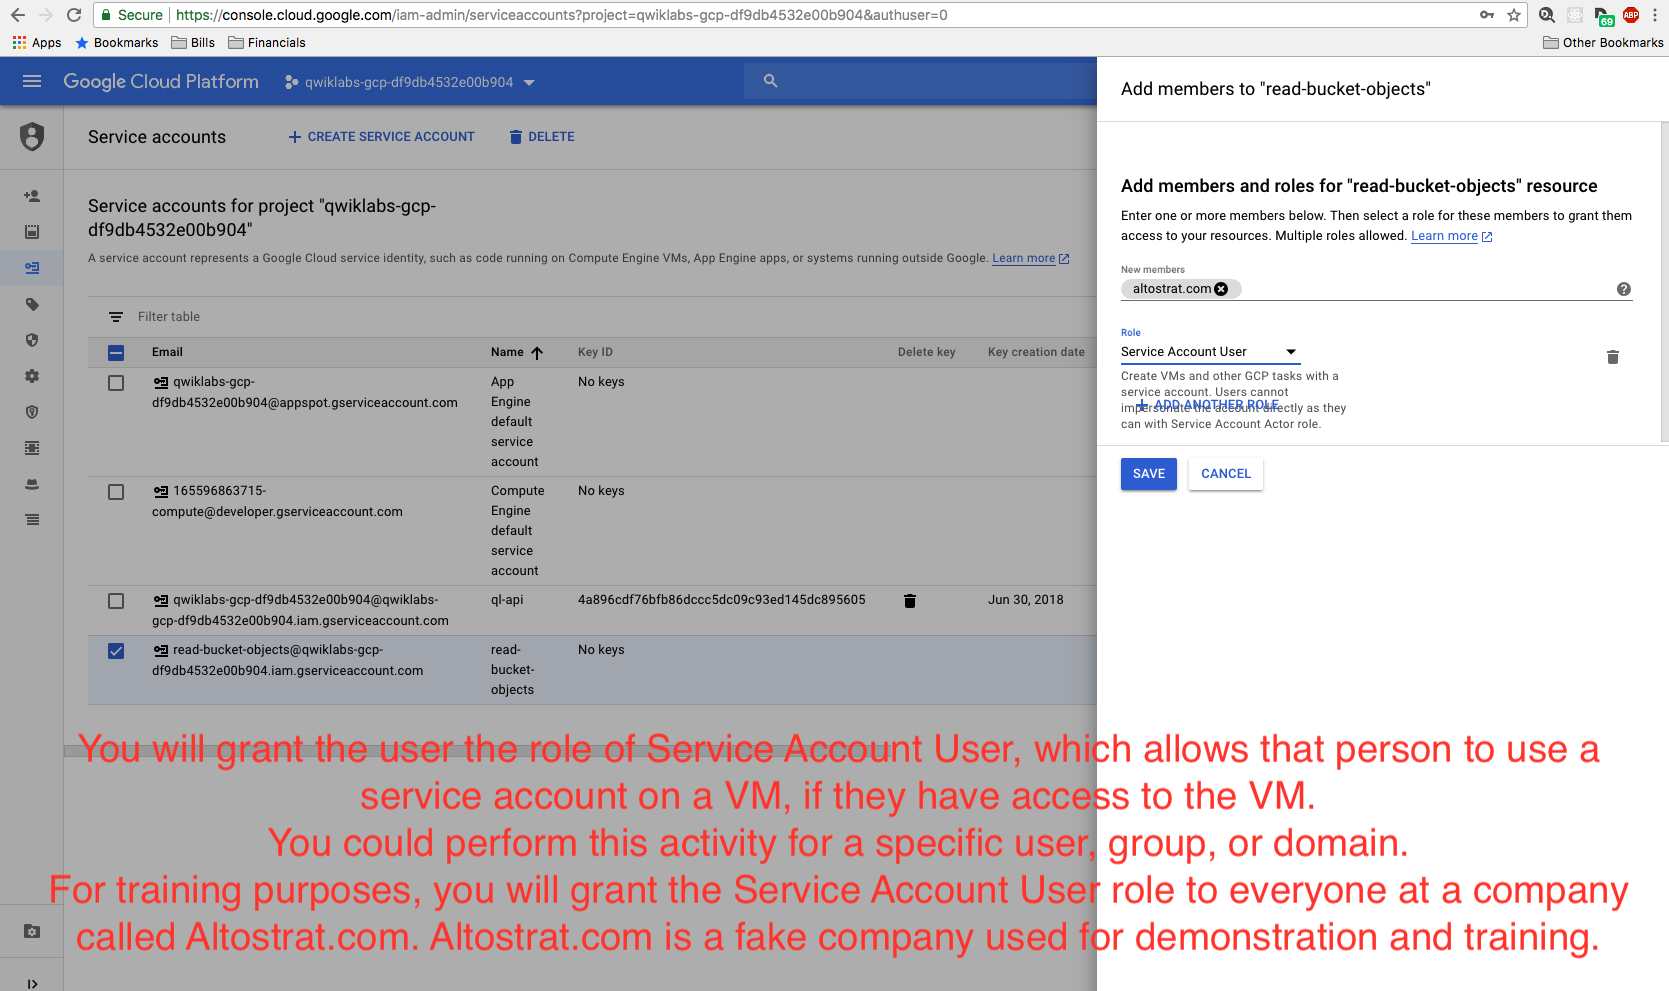 Secure https://console.cloud.google.com/iam-admin/serviceaccounts?project=qwiklabs-gcp-df9db4532e00b904&authuser=0
69
ABP
Apps Bookmarks Bills Financials Other Bookmarks
Google Cloud Platform qwiklabs-gcp-df9db4532e00b904
Service accounts + CREATE SERVICE ACCOUNT DELETE
Service accounts for project "qwiklabs-gcp-
df9db4532e00b904"
A service account represents a Google Cloud service identity, such as code running on Compute Engine VMs, App Engine apps, or systems running outside Google. Learn more
Filter table
Email Name Key ID Delete key Key creation date
qwiklabs-gcp-
df9db4532e00b904@appspot.gserviceaccount.com
App
Engine
default
service
account
No keys
165596863715-
compute@developer.gserviceaccount.com
Compute
Engine
default
service
account
No keys
qwiklabs-gcp-df9db4532e00b904@qwiklabs-
gcp-df9db4532e00b904.iam.gserviceaccount.com
ql-api
4a896cdf76bfb86dccc5dc09c93ed145dc895605
Jun 30, 2018
read-bucket-objects@qwiklabs-gcp-
df9db4532e00b904.iam.gserviceaccount.com
read-
bucket-
objects
No keys
Add members to "read-bucket-objects"
Add members and roles for "read-bucket-objects" resource
Enter one or more members below. Then select a role for these members to grant them
access to your resources. Multiple roles allowed. Learn more
New members
altostrat.com
Role
Service Account User
Create VMs and other GCP tasks with a
service account. Users cannot
impersonate the account directly as they
can with Service Account Actor role.
+ ADD ANOTHER ROLE
SAVE CANCEL
You will grant the user the role of Service Account User, which allows that person to use a
service account on a VM, if they have access to the VM.
You could perform this activity for a specific user, group, or domain.
For training purposes, you will grant the Service Account User role to everyone at a company
called Altostrat.com. Altostrat.com is a fake company used for demonstration and training.